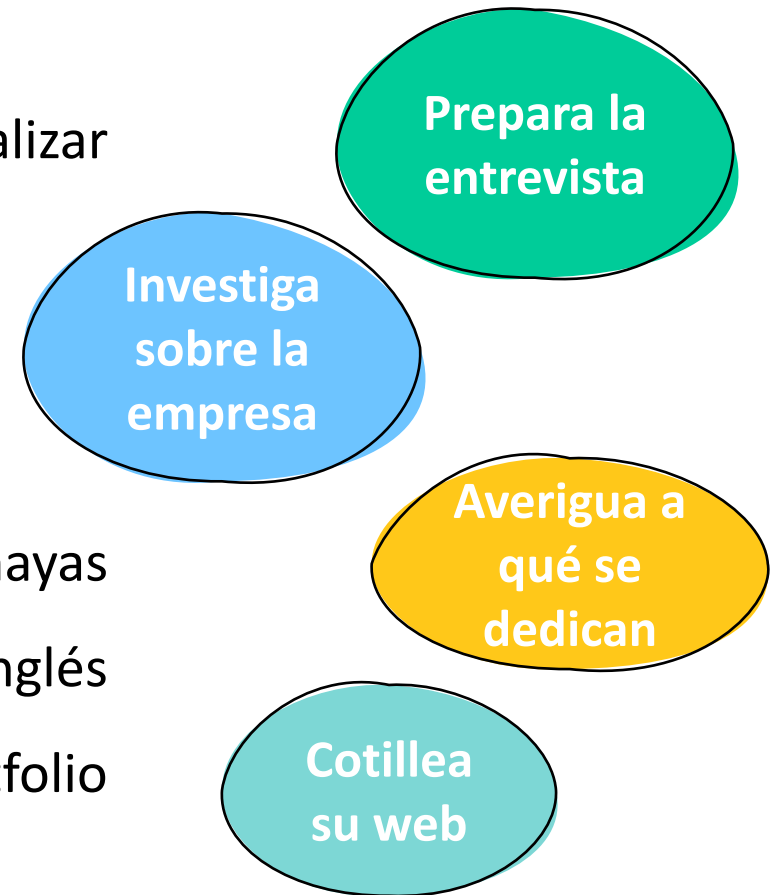 Prepara la
entrevista
alizar
Investiga
sobre la
empresa
Averigua a
qué se
dedican
ayas
nglés
folio
Cotillea
su web